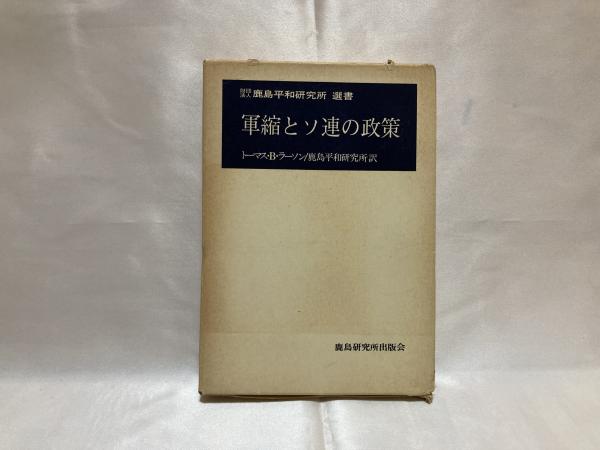 財団法人 鹿島平和研究所 選書
軍縮とソ連の政策
トーマス・B・ラーソン/鹿島平和研究所訳
鹿島研究所出版会